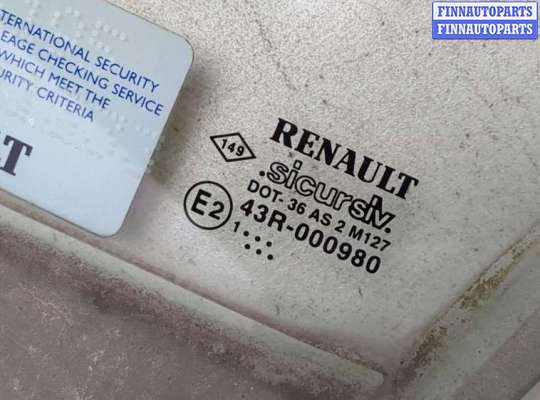 FINNAUTOPARTS
FINNAUTOPARTS
TERNATIONAL SECURITY
EAGE CHECKING SERVICE
WHICH MEET THE
URITY CRITERIA
LT
149
RENAULT
.sicursiv.
DOT- 36 AS 2 M127
E2 43R-000980
1